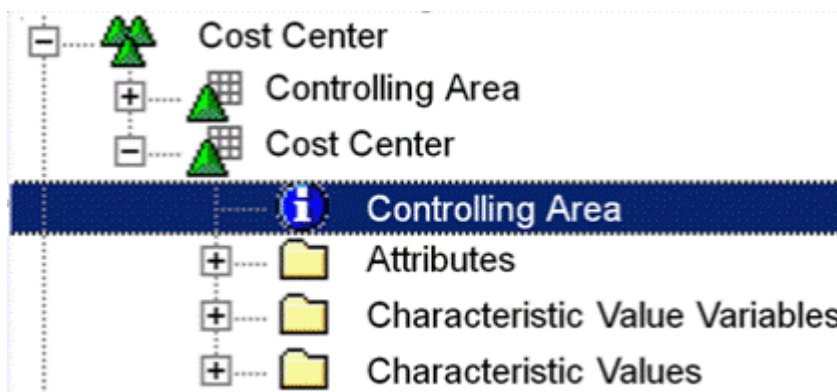 Cost Center
Controlling Area
Cost Center
Controlling Area
Attributes
Characteristic Value Variables
Characteristic Values